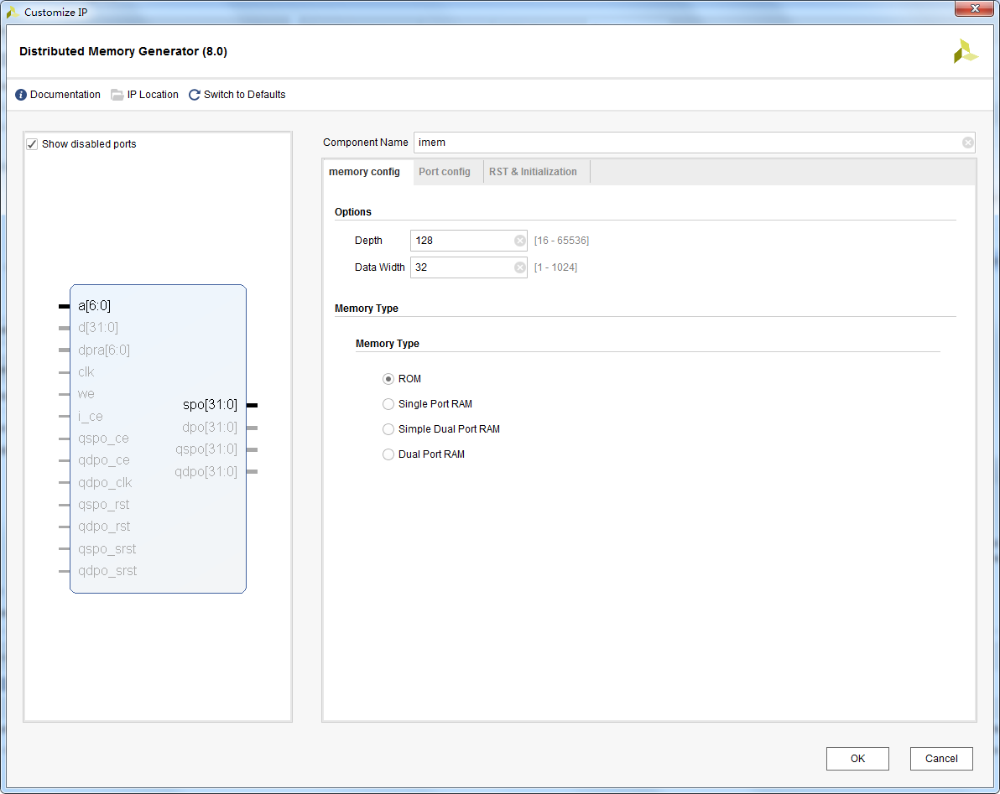 Customize IP
Distributed Memory Generator (8.0)
Documentation IP Location Switch to Defaults
Show disabled ports
a[6:0]
d[31:0]
dpra[6:0]
clk
we
i_ce
qspo_ce
qdpo_ce
qdpo_clk
qspo_rst
qdpo_rst
qspo_srst
qdpo_srst
spo[31:0]
dpo[31:0]
qspo[31:0]
qdpo[31:0]
Component Name imem
memory config Port config RST & Initialization
Options
Depth 128 [16 - 65536]
Data Width 32 [1 - 1024]
Memory Type
Memory Type
ROM
Single Port RAM
Simple Dual Port RAM
Dual Port RAM
OK Cancel